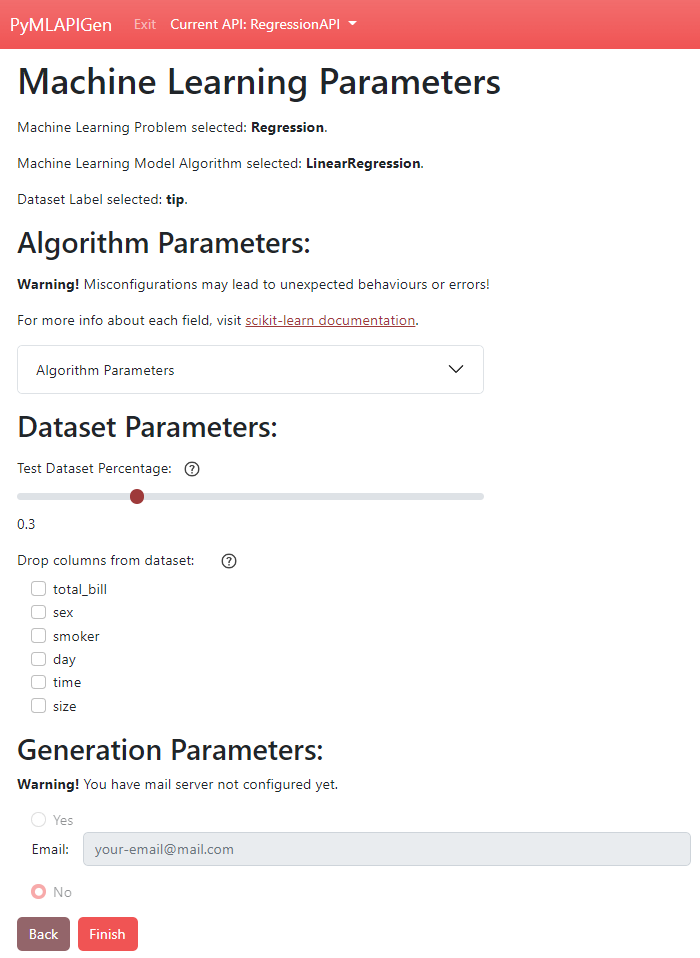 PyMLAPIGen Exit Current API: RegressionAPI
Machine Learning Parameters
Machine Learning Problem selected: Regression.
Machine Learning Model Algorithm selected: LinearRegression.
Dataset Label selected: tip.
Algorithm Parameters:
Warning! Misconfigurations may lead to unexpected behaviours or errors!
For more info about each field, visit scikit-learn documentation.
Algorithm Parameters
Dataset Parameters:
Test Dataset Percentage: ?
0.3
Drop columns from dataset: ?
total_bill
sex
smoker
day
time
size
Generation Parameters:
Warning! You have mail server not configured yet.
Yes
Email: your-email@mail.com
No
Back Finish